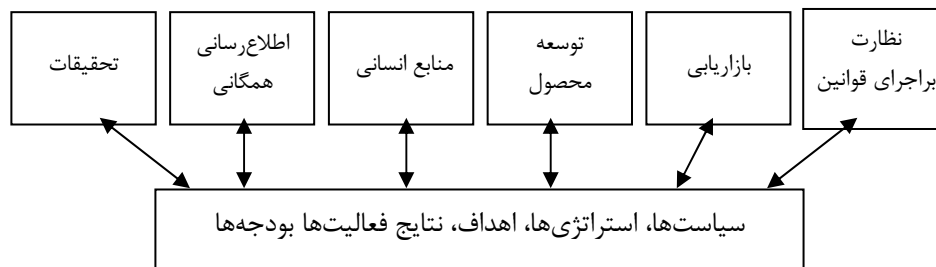 نظارت
براجرای قوانین
بازاریابی
توسعه
محصول
منابع انسانی
اطلاع‌رسانی
همگانی
تحقیقات
سیاست‌ها، استراتژی‌ها، اهداف، نتایج فعالیت‌ها بودجه‌ها